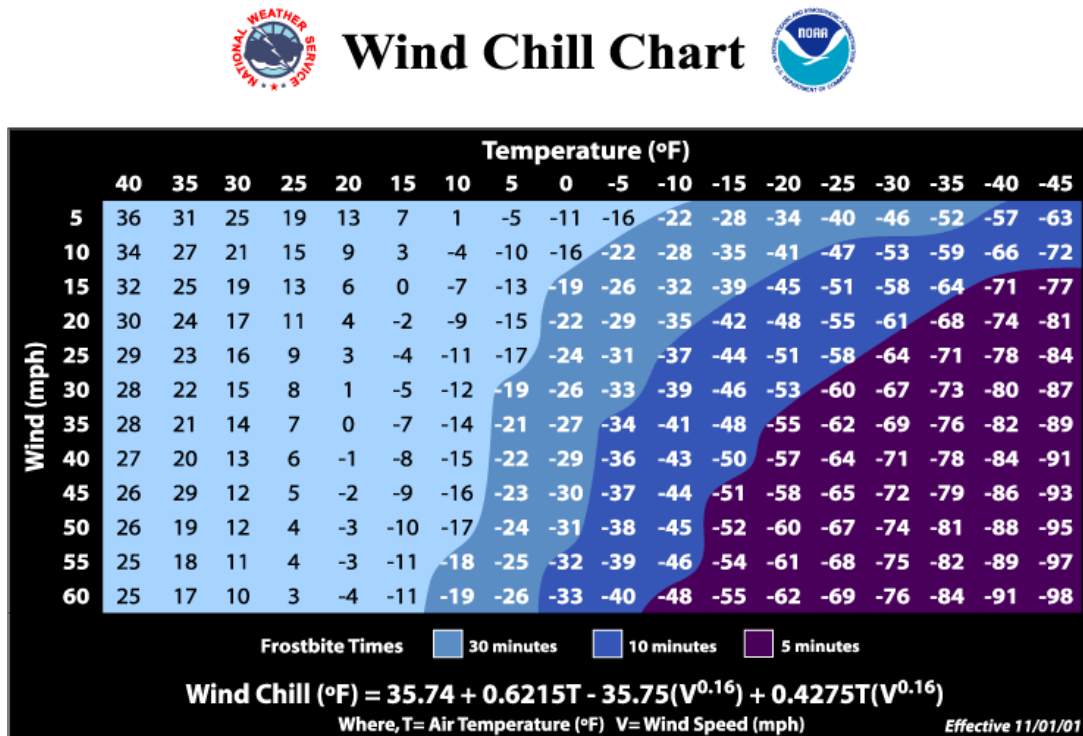 NATIONAL WEATHER SERVICE
Wind Chill Chart
NOAA
NATIONAL OCEANIC AND ATMOSPHERIC ADMINISTRATION
U.S. DEPARTMENT OF COMMERCE
Temperature (ºF)
40 35 30 25 20 15 10 5 0 -5 -10 -15 -20 -25 -30 -35 -40 -45
Wind (mph)
5 36 31 25 19 13 7 1 -5 -11 -16 -22 -28 -34 -40 -46 -52 -57 -63
10 34 27 21 15 9 3 -4 -10 -16 -22 -28 -35 -41 -47 -53 -59 -66 -72
15 32 25 19 13 6 0 -7 -13 -19 -26 -32 -39 -45 -51 -58 -64 -71 -77
20 30 24 17 11 4 -2 -9 -15 -22 -29 -35 -42 -48 -55 -61 -68 -74 -81
25 29 23 16 9 3 -4 -11 -17 -24 -31 -37 -44 -51 -58 -64 -71 -78 -84
30 28 22 15 8 1 -5 -12 -19 -26 -33 -39 -46 -53 -60 -67 -73 -80 -87
35 28 21 14 7 0 -7 -14 -21 -27 -34 -41 -48 -55 -62 -69 -76 -82 -89
40 27 20 13 6 -1 -8 -15 -22 -29 -36 -43 -50 -57 -64 -71 -78 -84 -91
45 26 29 12 5 -2 -9 -16 -23 -30 -37 -44 -51 -58 -65 -72 -79 -86 -93
50 26 19 12 4 -3 -10 -17 -24 -31 -38 -45 -52 -60 -67 -74 -81 -88 -95
55 25 18 11 4 -3 -11 -18 -25 -32 -39 -46 -54 -61 -68 -75 -82 -89 -97
60 25 17 10 3 -4 -11 -19 -26 -33 -40 -48 -55 -62 -69 -76 -84 -91 -98
Frostbite Times 30 minutes 10 minutes 5 minutes
Wind Chill (ºF) = 35.74 + 0.6215T - 35.75(V^0.16) + 0.4275T(V^0.16)
Where, T= Air Temperature (ºF) V= Wind Speed (mph)
Effective 11/01/01